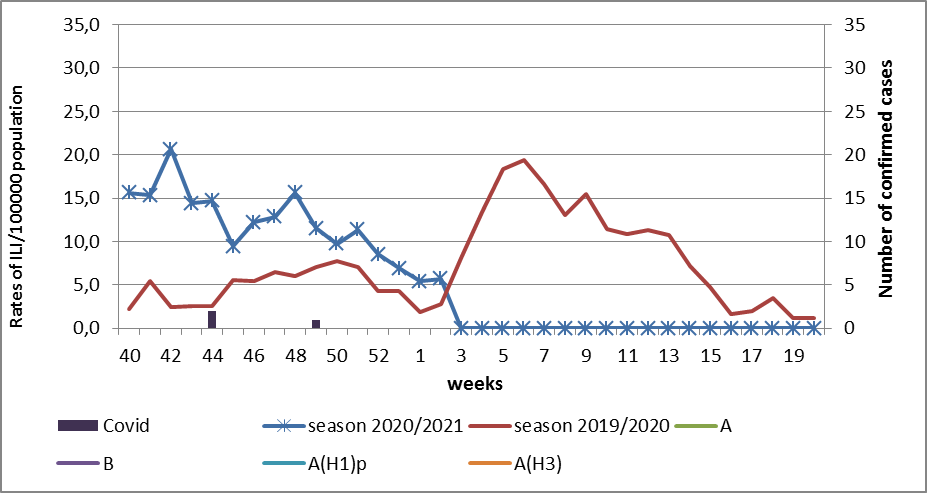 Rates of ILI/100000 population
35,0
30,0
25,0
20,0
15,0
10,0
5,0
0,0
35
30
25
20
15
10
5
0
Number of confirmed cases
40 42 44 46 48 50 52 1 3 5 7 9 11 13 15 17 19
weeks
Covid season 2020/2021 season 2019/2020 A
B A(H1)p A(H3)